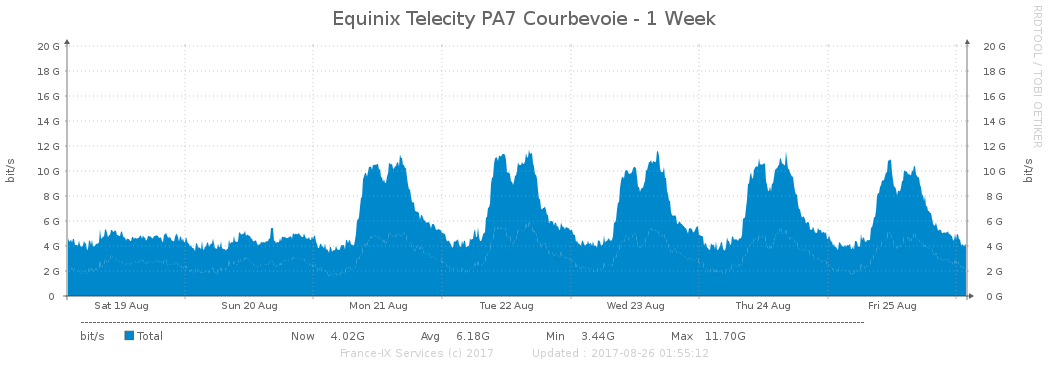 Equinix Telecity PA7 Courbevoie - 1 Week
RRDTOOL / TOBI OETIKER
20 G 20 G
18 G 18 G
16 G 16 G
14 G 14 G
12 G 12 G
10 G 10 G
8 G 8 G
6 G 6 G
4 G 4 G
2 G 2 G
0 0 G
bit/s
bit/s
Sat 19 Aug Sun 20 Aug Mon 21 Aug Tue 22 Aug Wed 23 Aug Thu 24 Aug Fri 25 Aug
bit/s Total Now 4.02G Avg 6.18G Min 3.44G Max 11.70G
France-IX Services (c) 2017 Updated : 2017-08-26 01:55:12